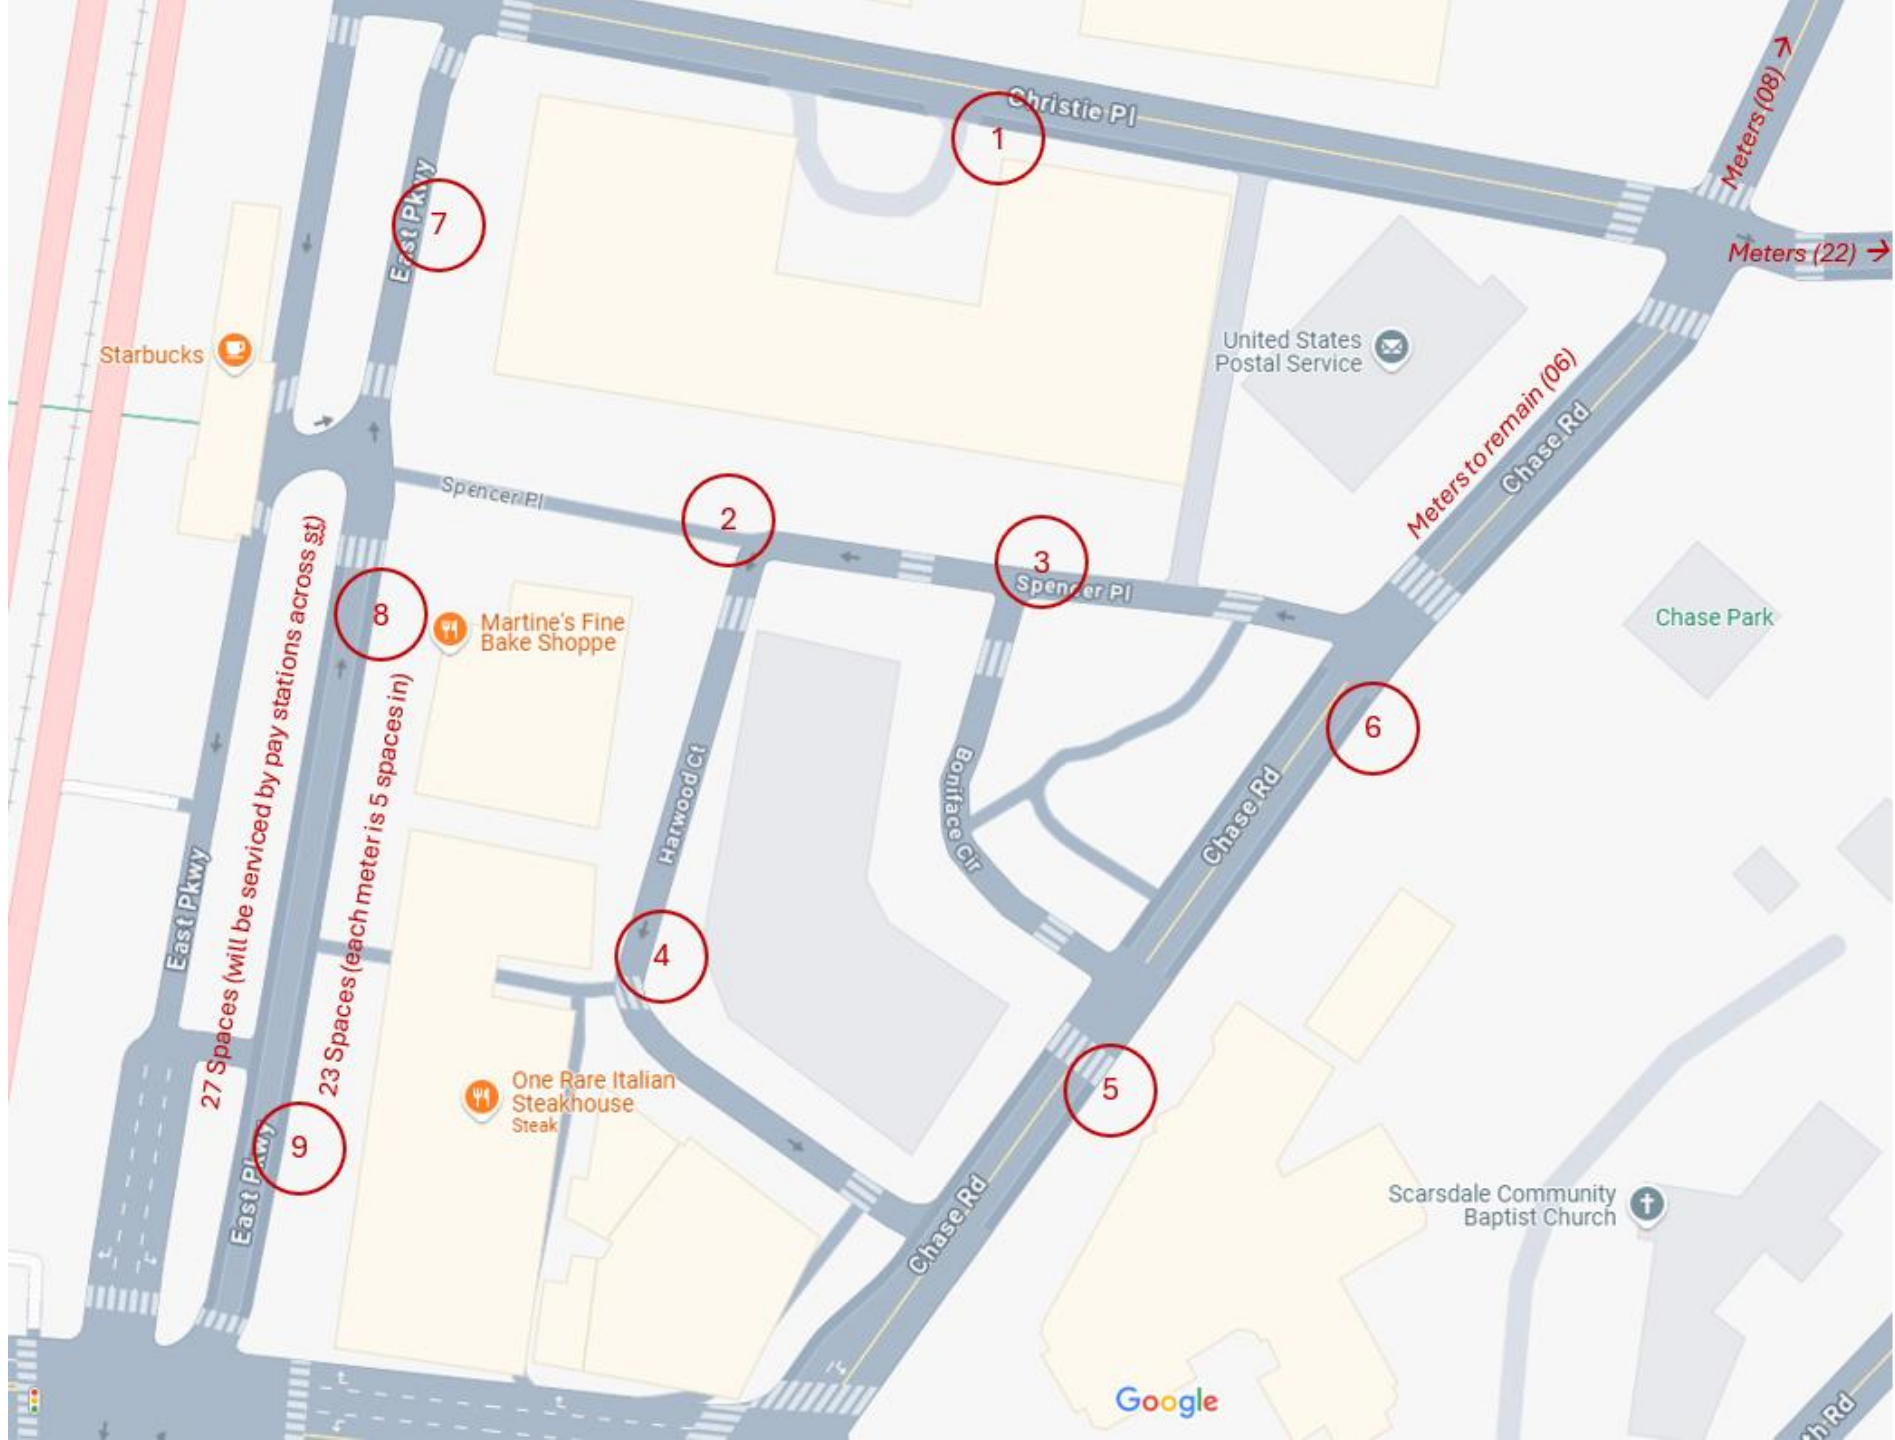 Christie Pl
1
Meters (08) →
Meters (22) →
East Pkwy
7
Starbucks
United States
Postal Service
Meters to remain (06)
Chase Rd
Spencer Pl
2
3
Spencer Pl
27 Spaces (will be serviced by pay stations across st)
8
Martine's Fine
Bake Shoppe
Chase Park
23 Spaces (each meter is 5 spaces in)
6
Harwood Ct
Boniface Cir
Chase Rd
East Pkwy
4
One Rare Italian
Steakhouse
Steak
5
9
East Pkwy
Chase Rd
Scarsdale Community
Baptist Church
Google
th Rd